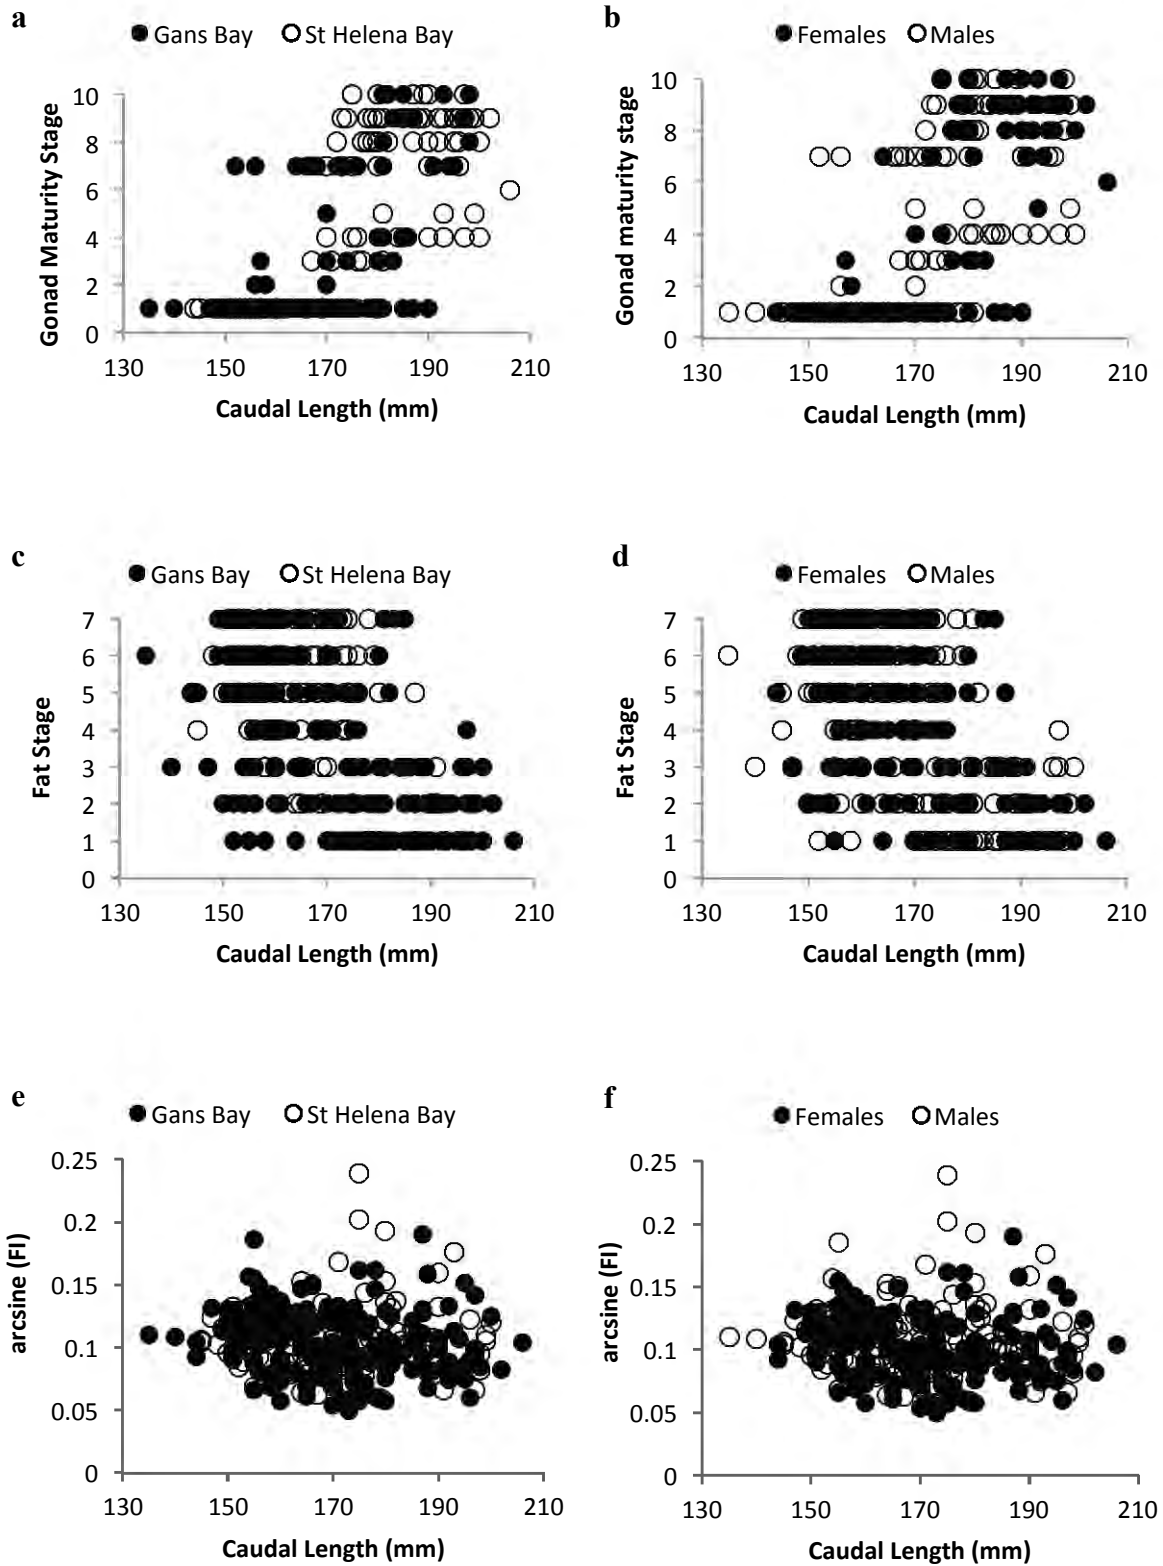 a
Gans Bay St Helena Bay
Gonad Maturity Stage
10
8
6
4
2
0
130 150 170 190 210
Caudal Length (mm)
b
Females Males
Gonad maturity stage
10
8
6
4
2
0
130 150 170 190 210
Caudal Length (mm)
c
Gans Bay St Helena Bay
Fat Stage
7
6
5
4
3
2
1
0
130 150 170 190 210
Caudal Length (mm)
d
Females Males
Fat Stage
7
6
5
4
3
2
1
0
130 150 170 190 210
Caudal Length (mm)
e
Gans Bay St Helena Bay
arcsine (FI)
0.25
0.2
0.15
0.1
0.05
0
130 150 170 190 210
Caudal Length (mm)
f
Females Males
arcsine (FI)
0.25
0.2
0.15
0.1
0.05
0
130 150 170 190 210
Caudal Length (mm)